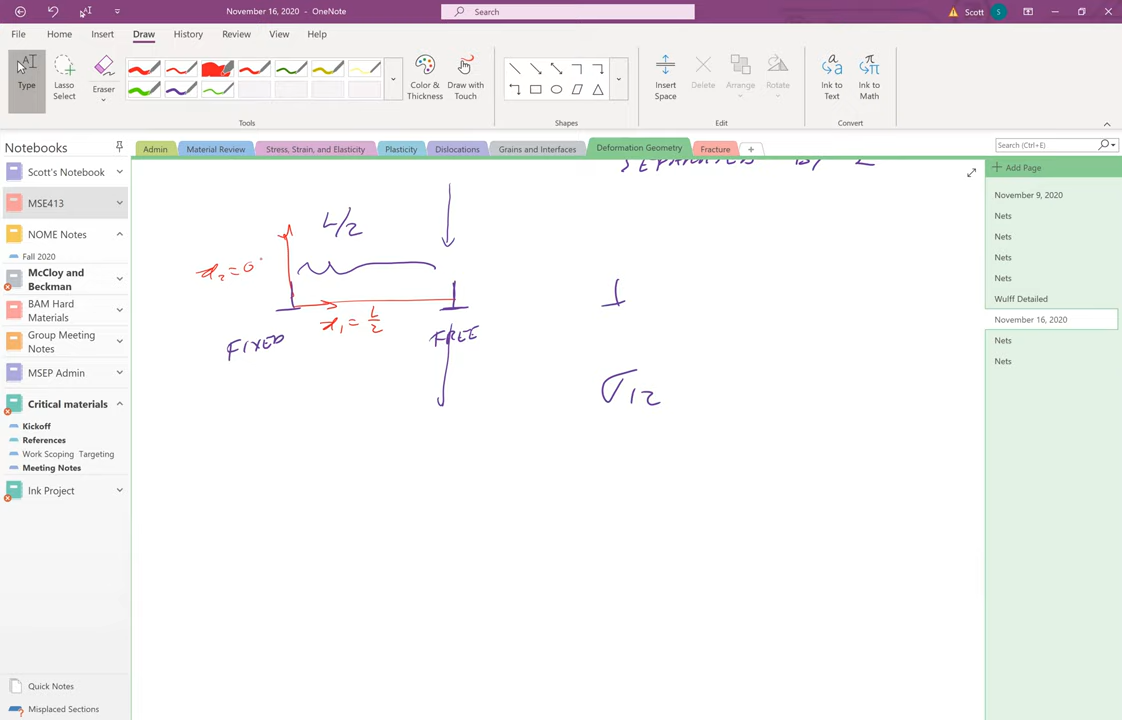 November 16, 2020 - OneNote
Search
Scott
S
File
Home
Insert
Draw
History
Review
View
Help
Type
Lasso Select
Eraser
Color & Thickness
Draw with Touch
Insert Space
Delete
Arrange
Rotate
Ink to Text
Ink to Math
Tools
Shapes
Edit
Convert
Notebooks
Admin
Material Review
Stress, Strain, and Elasticity
Plasticity
Dislocations
Grains and Interfaces
Deformation Geometry
Fracture
Search (Ctrl+E)
Scott's Notebook
MSE413
NOME Notes
Fall 2020
McCloy and Beckman
BAM Hard Materials
Group Meeting Notes
MSEP Admin
Critical materials
Kickoff
References
Work Scoping Targeting
Meeting Notes
Ink Project
Quick Notes
Misplaced Sections
L/2
x₂=0
x₁ = L/2
FIXED
FREE
σ12
Add Page
November 9, 2020
Nets
Nets
Nets
Nets
Wulff Detailed
November 16, 2020
Nets
Nets